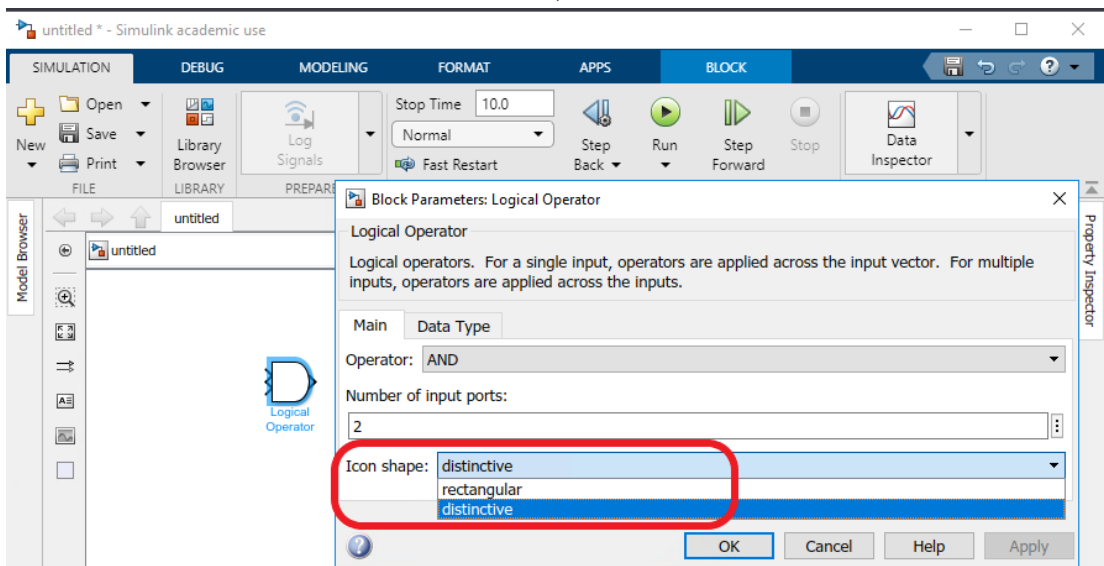 untitled * - Simulink academic use
SIMULATION DEBUG MODELING FORMAT APPS BLOCK
New
Open
Save
Print
FILE
Library
Browser
LIBRARY
Log
Signals
PREPARE
Stop Time 10.0
Normal
Fast Restart
Step
Back
Run
Step
Forward
Stop
Data
Inspector
Model Browser
untitled
untitled
Logical
Operator
Property Inspector
Block Parameters: Logical Operator
Logical Operator
Logical operators. For a single input, operators are applied across the input vector. For multiple
inputs, operators are applied across the inputs.
Main Data Type
Operator: AND
Number of input ports:
2
Icon shape: distinctive
rectangular
distinctive
OK Cancel Help Apply